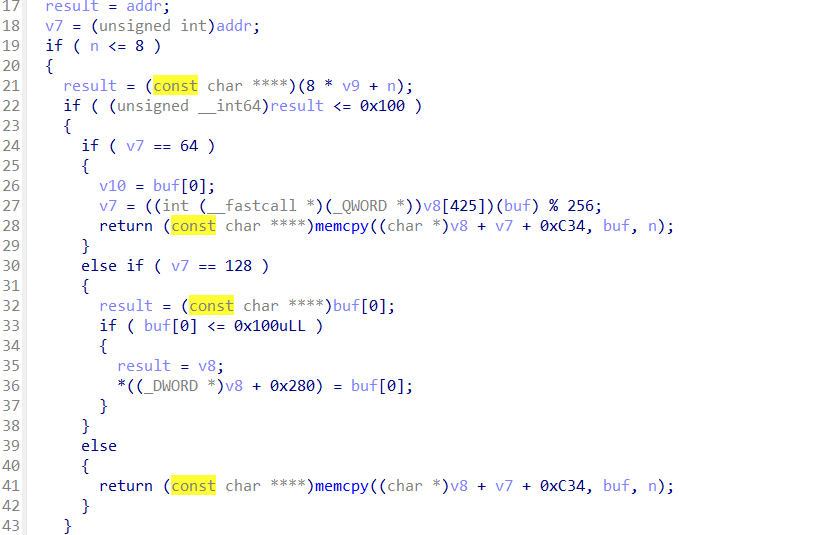 17 result = addr;
18 v7 = (unsigned int)addr;
19 if ( n <= 8 )
20 {
21 result = (const char ****)(8 * v9 + n);
22 if ( (unsigned __int64)result <= 0x100 )
23 {
24 if ( v7 == 64 )
25 {
26 v10 = buf[0];
27 v7 = ((int (__fastcall *)(_QWORD *))v8[425])(buf) % 256;
28 return (const char ****)memcpy((char *)v8 + v7 + 0xC34, buf, n);
29 }
30 else if ( v7 == 128 )
31 {
32 result = (const char ****)buf[0];
33 if ( buf[0] <= 0x100uLL )
34 {
35 result = v8;
36 *((_DWORD *)v8 + 0x280) = buf[0];
37 }
38 }
39 else
40 {
41 return (const char ****)memcpy((char *)v8 + v7 + 0xC34, buf, n);
42 }
43 }